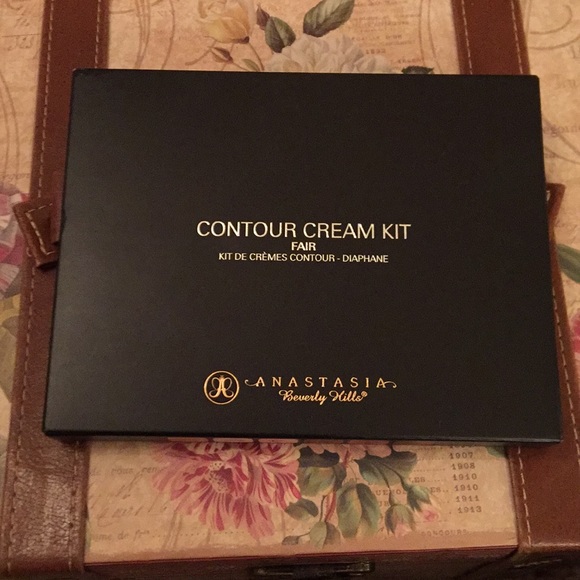 CONTOUR CREAM KIT
FAIR
KIT DE CRÈMES CONTOUR - DIAPHANE
ANASTASIA
Beverly Hills®
1907
1908
1910
1911
1913